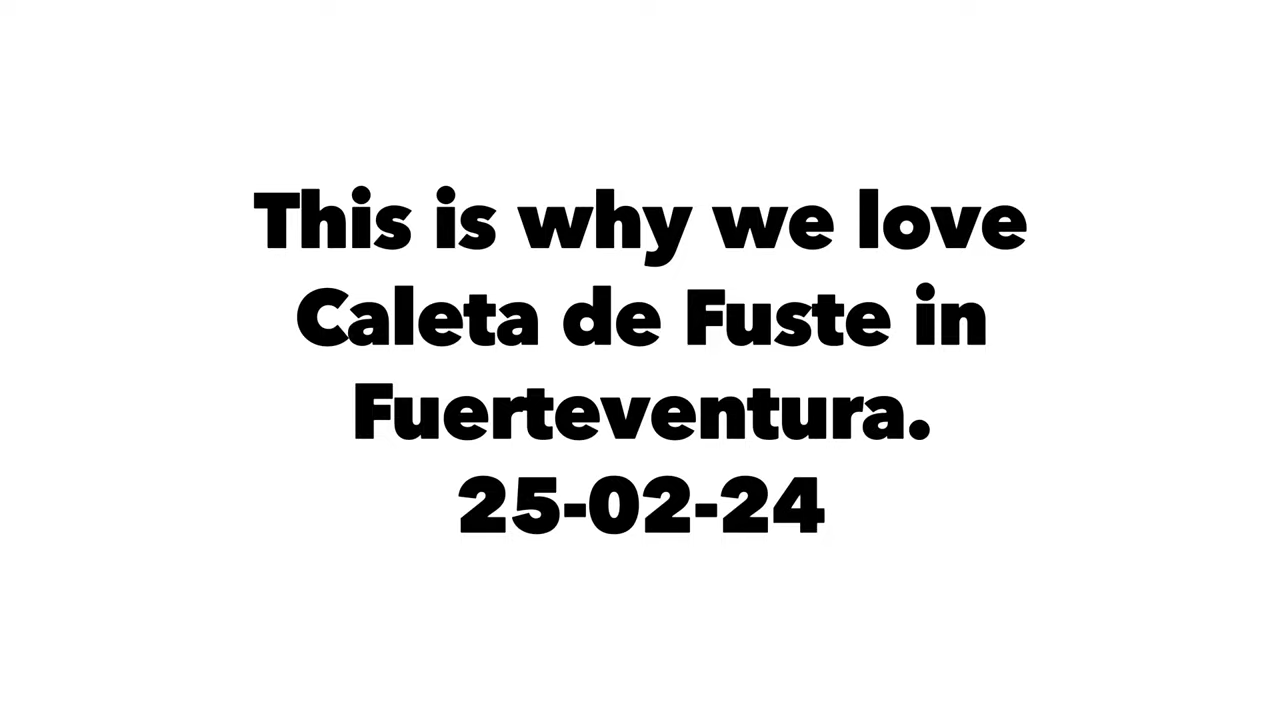 This is why we love
Caleta de Fuste in
Fuerteventura.
25-02-24